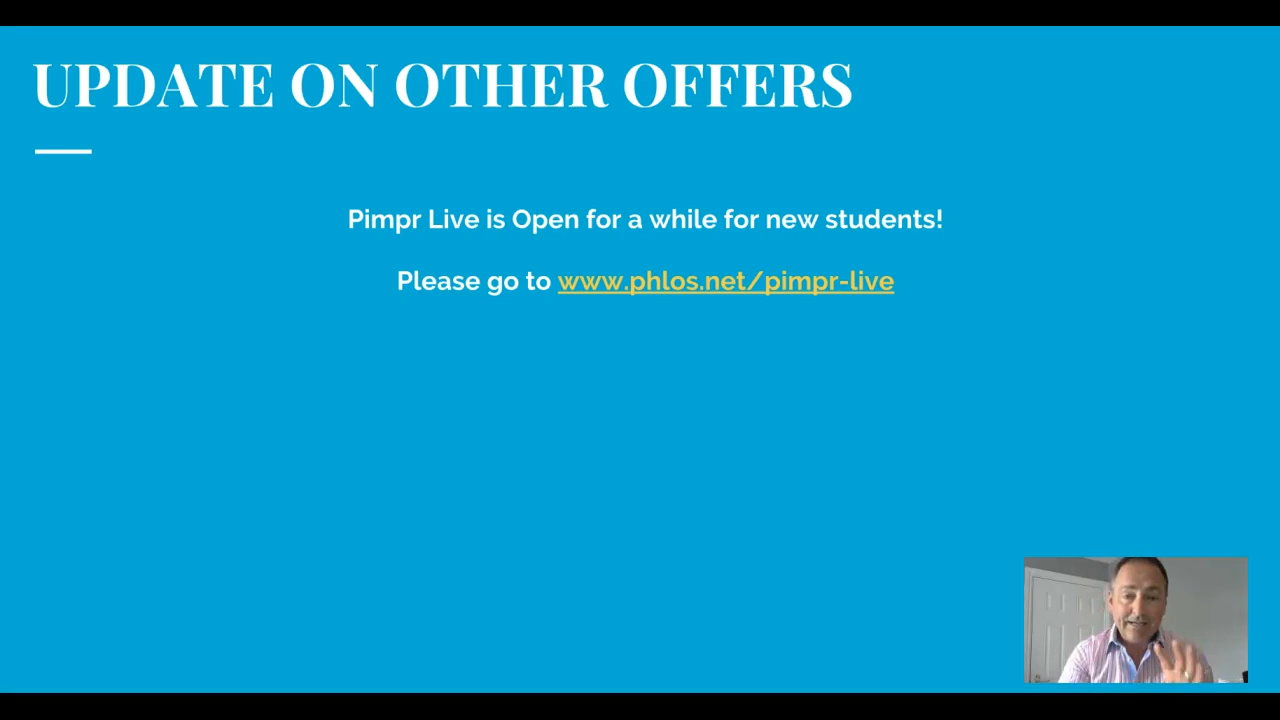 UPDATE ON OTHER OFFERS
Pimpr Live is Open for a while for new students!
Please go to www.phlos.net/pimpr-live